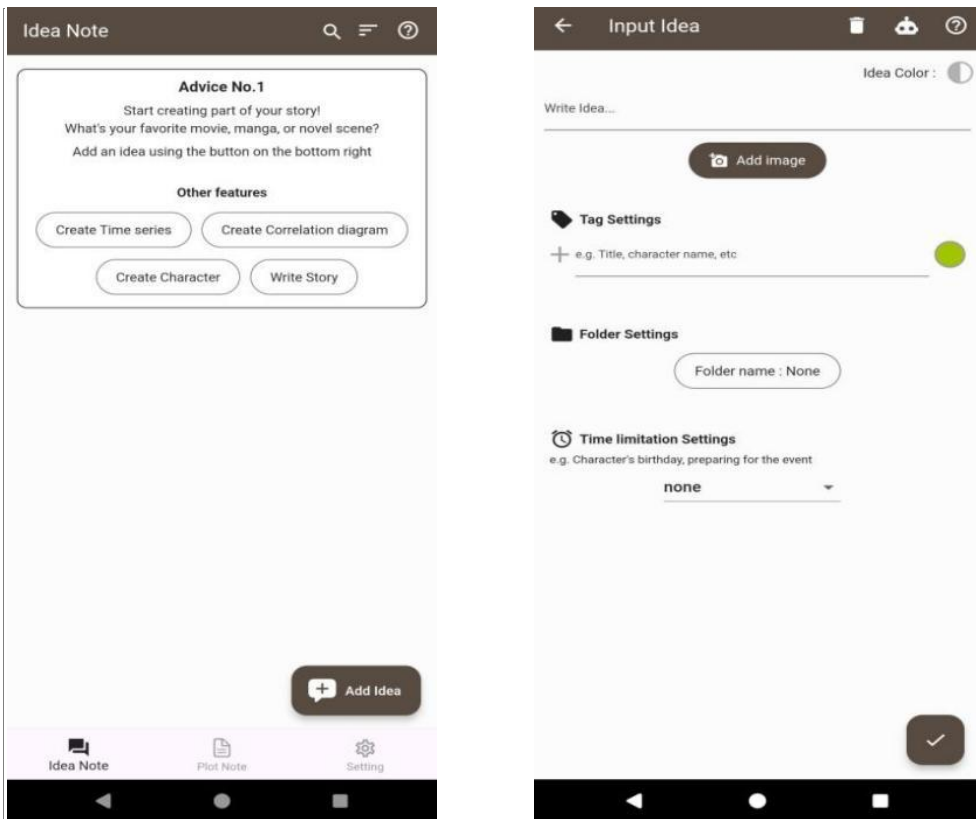 Idea Note
Advice No.1
Start creating part of your story!
What's your favorite movie, manga, or novel scene?
Add an idea using the button on the bottom right
Other features
Create Time series
Create Correlation diagram
Create Character
Write Story
Add Idea
Idea Note
Plot Note
Setting
Input Idea
Idea Color :
Write Idea...
Add image
Tag Settings
e.g. Title, character name, etc
Folder Settings
Folder name : None
Time limitation Settings
e.g. Character's birthday, preparing for the event
none